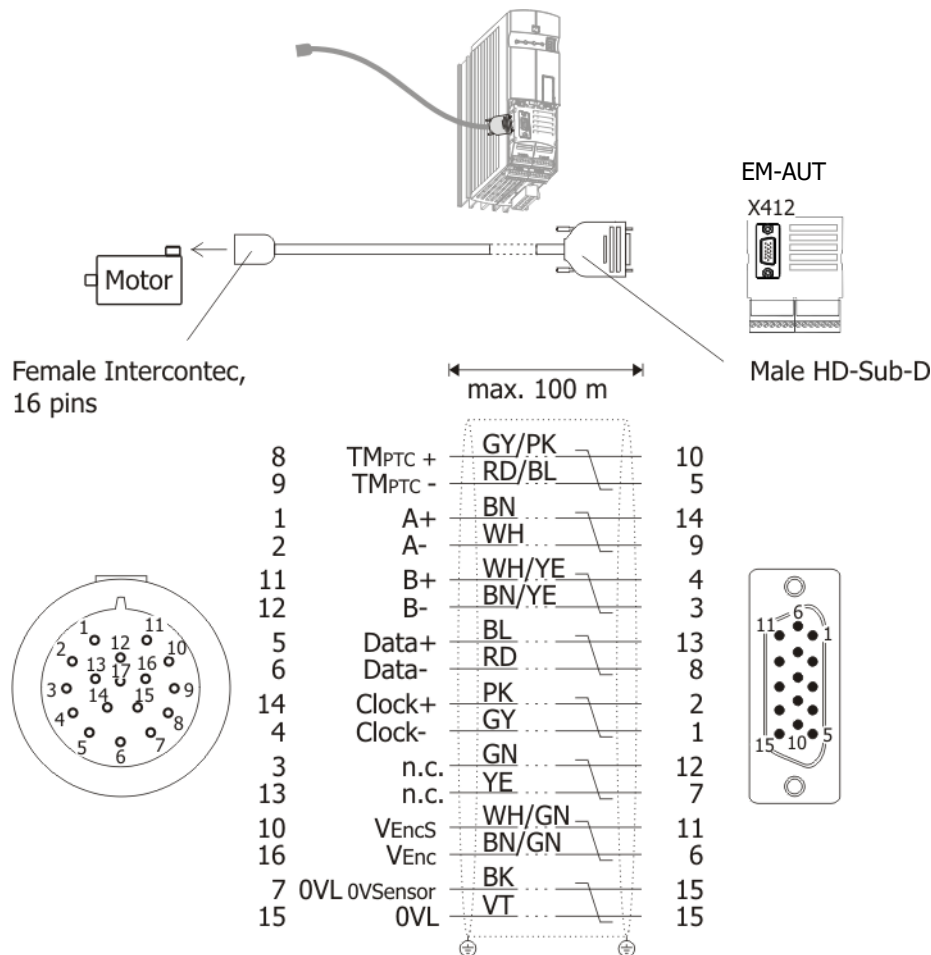 EM-AUT
X412
Motor
Female Intercontec,
16 pins
Male HD-Sub-D
max. 100 m
8 TMPTC + GY/PK 10
9 TMPTC - RD/BL 5
1 A+ BN 14
2 A- WH 9
11 B+ WH/YE 4
12 B- BN/YE 3
5 Data+ BL 13
6 Data- RD 8
14 Clock+ PK 2
4 Clock- GY 1
3 n.c. GN 12
13 n.c. YE 7
10 VEncS WH/GN 11
16 VEnc BN/GN 6
7 0VL 0VSensor BK 15
15 0VL VT 15
1 11
2 12 10
13 17 16
3 9
14 15
4 8
5 7
6
6
11 1
15 10 5